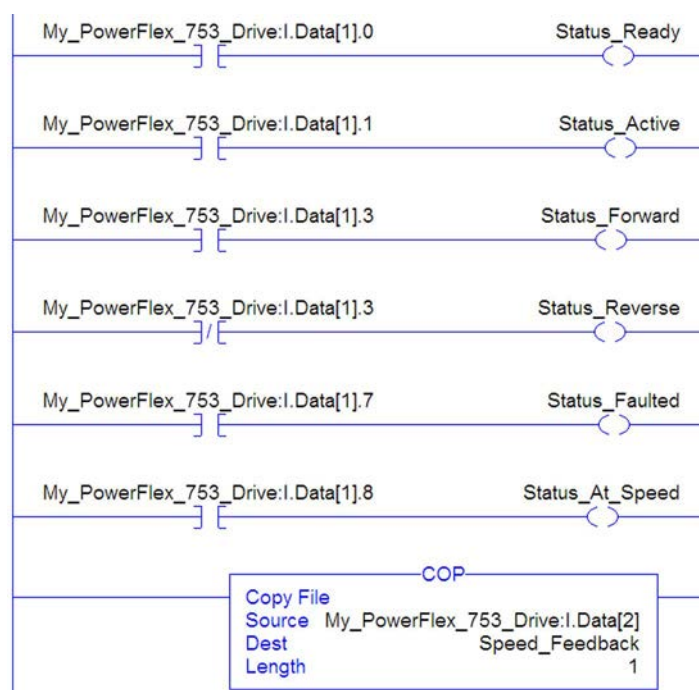 My_PowerFlex_753_Drive:I.Data[1].0 Status_Ready
My_PowerFlex_753_Drive:I.Data[1].1 Status_Active
My_PowerFlex_753_Drive:I.Data[1].3 Status_Forward
My_PowerFlex_753_Drive:I.Data[1].3 Status_Reverse
My_PowerFlex_753_Drive:I.Data[1].7 Status_Faulted
My_PowerFlex_753_Drive:I.Data[1].8 Status_At_Speed
COP
Copy File
Source My_PowerFlex_753_Drive:I.Data[2]
Dest Speed_Feedback
Length 1